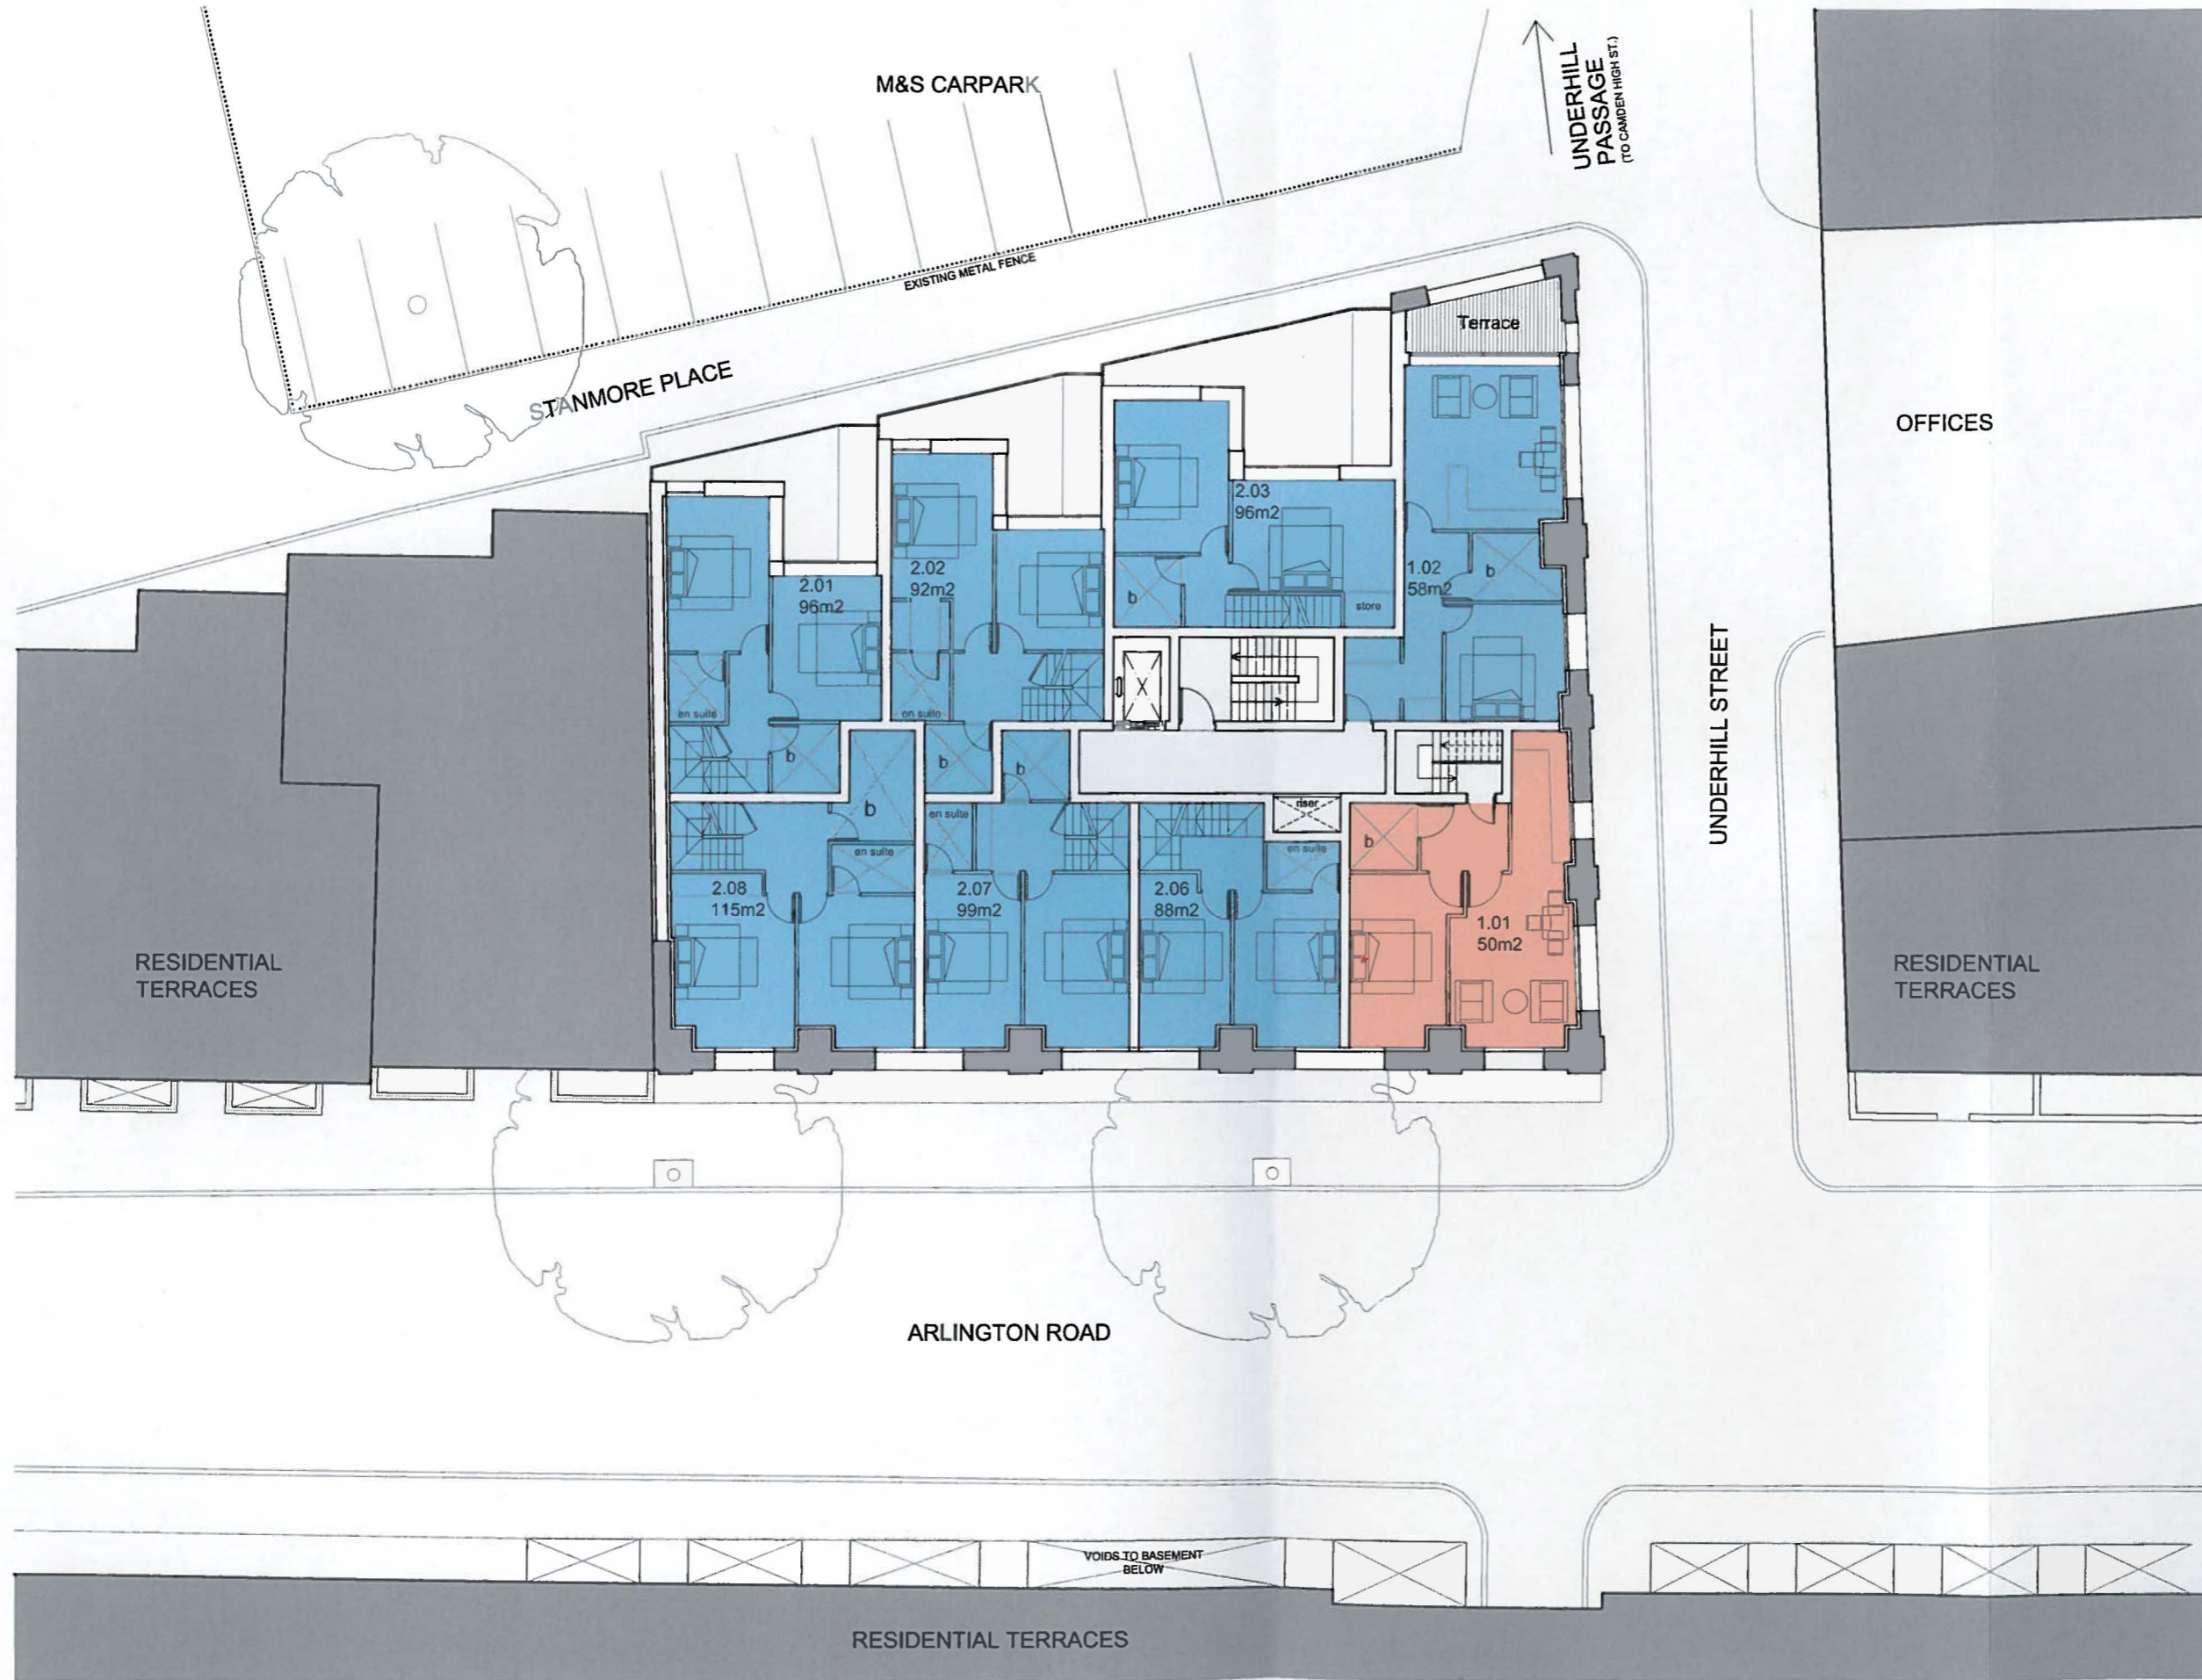 M&S CARPARK
UNDERHILL
PASSAGE
(TO CAMDEN HIGH ST.)
EXISTING METAL FENCE
STANMORE PLACE
Terrace
OFFICES
2.03
96m2
2.02
92m2
2.01
96m2
1.02
58m2
b
b
store
en suite
en suite
b
b
b
UNDERHILL STREET
riser
b
en suite
en suite
en suite
b
2.08
115m2
2.07
99m2
2.06
88m2
1.01
50m2
RESIDENTIAL
TERRACES
RESIDENTIAL
TERRACES
ARLINGTON ROAD
VOIDS TO BASEMENT
BELOW
RESIDENTIAL TERRACES